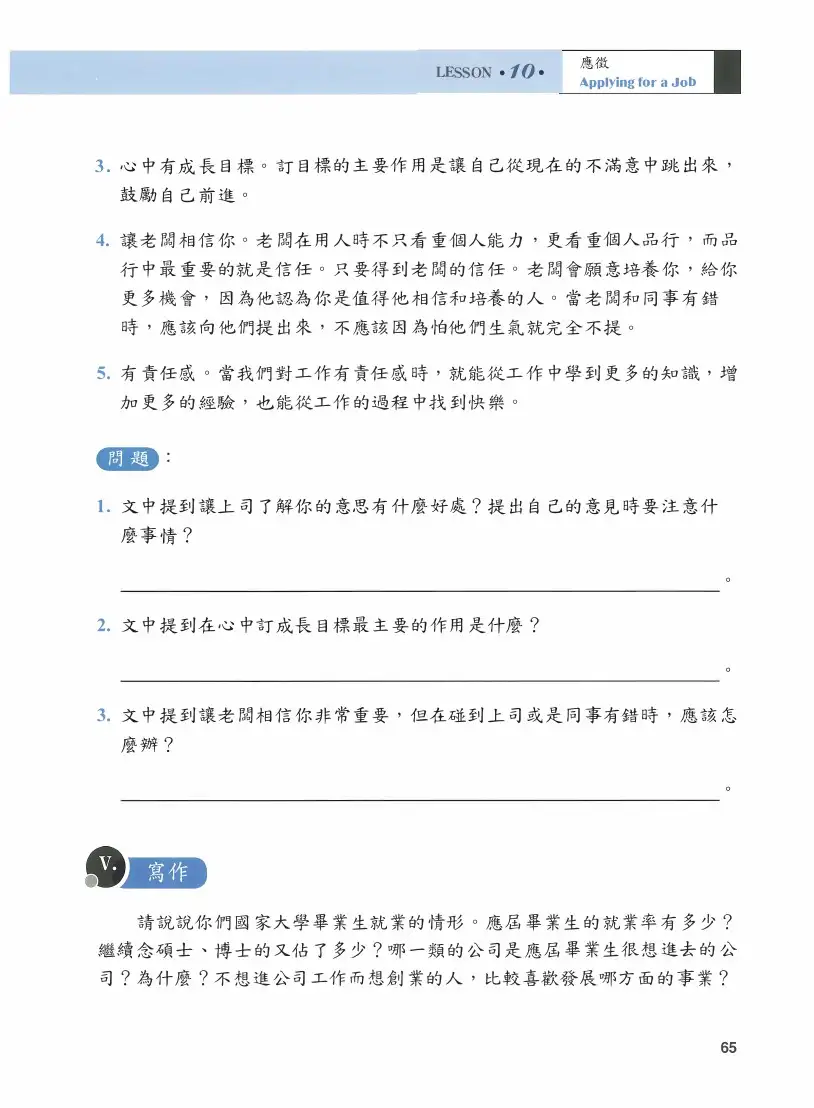 LESSON •10•
應徵
Applying for a Job
3. 心中有成長目標。訂目標的主要作用是讓自己從現在的不滿意中跳出來，
鼓勵自己前進。
4. 讓老闆相信你。老闆在用人時不只看重個人能力，更看重個人品行，而品
行中最重要的就是信任。只要得到老闆的信任。老闆會願意培養你，給你
更多機會，因為他認為你是值得他相信和培養的人。當老闆和同事有錯
時，應該向他們提出來，不應該因為怕他們生氣就完全不提。
5. 有責任感。當我們對工作有責任感時，就能從工作中學到更多的知識，增
加更多的經驗，也能從工作的過程中找到快樂。
問題：
1. 文中提到讓上司了解你的意思有什麼好處？提出自己的意見時要注意什
麼事情？
。
2. 文中提到在心中訂成長目標最主要的作用是什麼？
。
3. 文中提到讓老闆相信你非常重要，但在碰到上司或是同事有錯時，應該怎
麼辦？
。
V. 寫作
請說說你們國家大學畢業生就業的情形。應屆畢業生的就業率有多少？
繼續念碩士、博士的又佔了多少？哪一類的公司是應屆畢業生很想進去的公
司？為什麼？不想進公司工作而想創業的人，比較喜歡發展哪方面的事業？
65